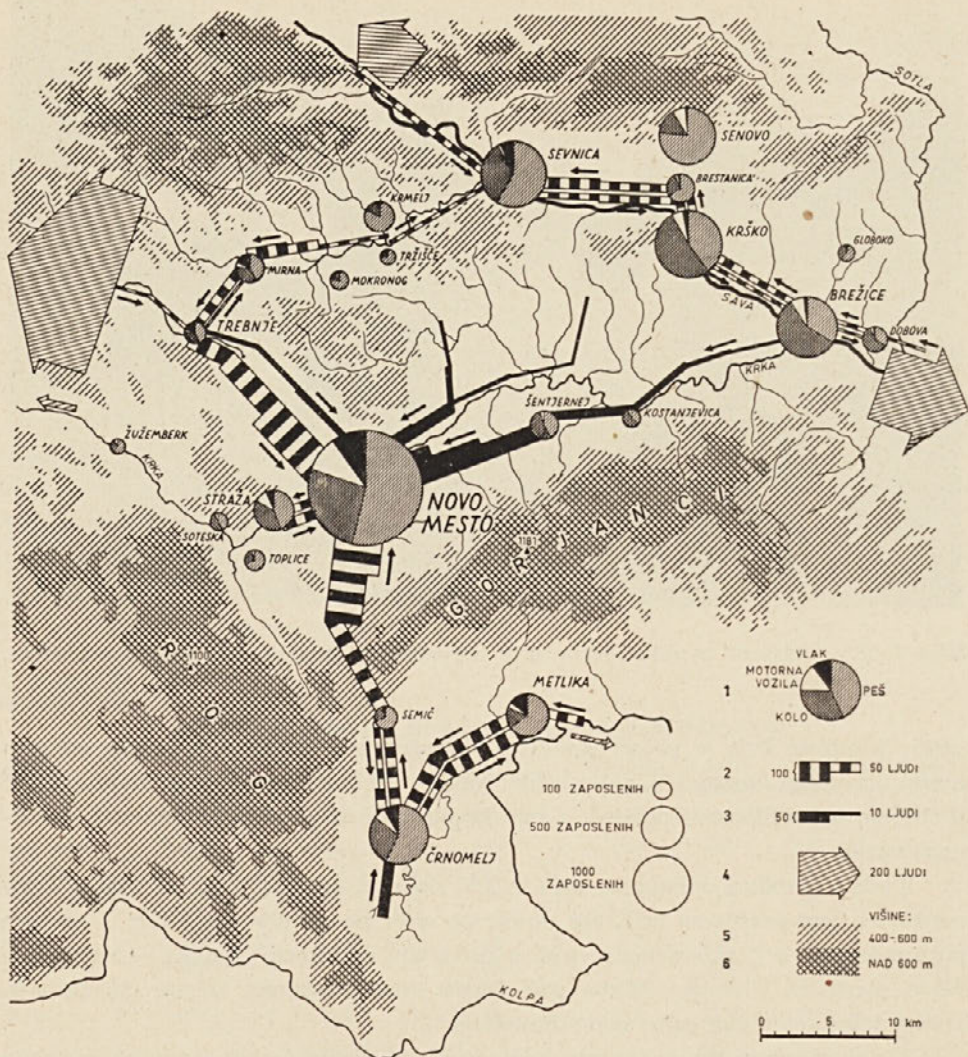 SOTLA
SENOVO
SEVNICA
BRESTANICA
KRMELJ
KRŠKO
GLOBOKO
TRŽIŠČE
MIRNA
MOKRONOG
SAVA
BREŽICE
TREBNJE
DOBOVA
KRKA
ŠENTJERNEJ
KOSTANJEVICA
ŽUŽEMBERK
KRKA
STRAŽA
NOVO
MESTO
SOTESKA
TOPLICE
1181
GORJANCI
1100
ROG
METLIKA
SEMIČ
ČRNOMELJ
KOLPA
VLAK
MOTORNA
VOZILA
1
PEŠ
KOLO
2 100 50 LJUDI
100 ZAPOSLENIH
3 50 10 LJUDI
500 ZAPOSLENIH
4 200 LJUDI
1000
ZAPOSLENIH
VIŠINE:
5 400-600 m
6 NAD 600 m
0 5 10 km